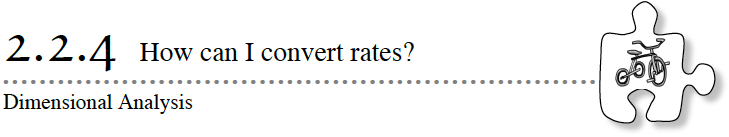 2.2.4 How can I convert rates?
Dimensional Analysis